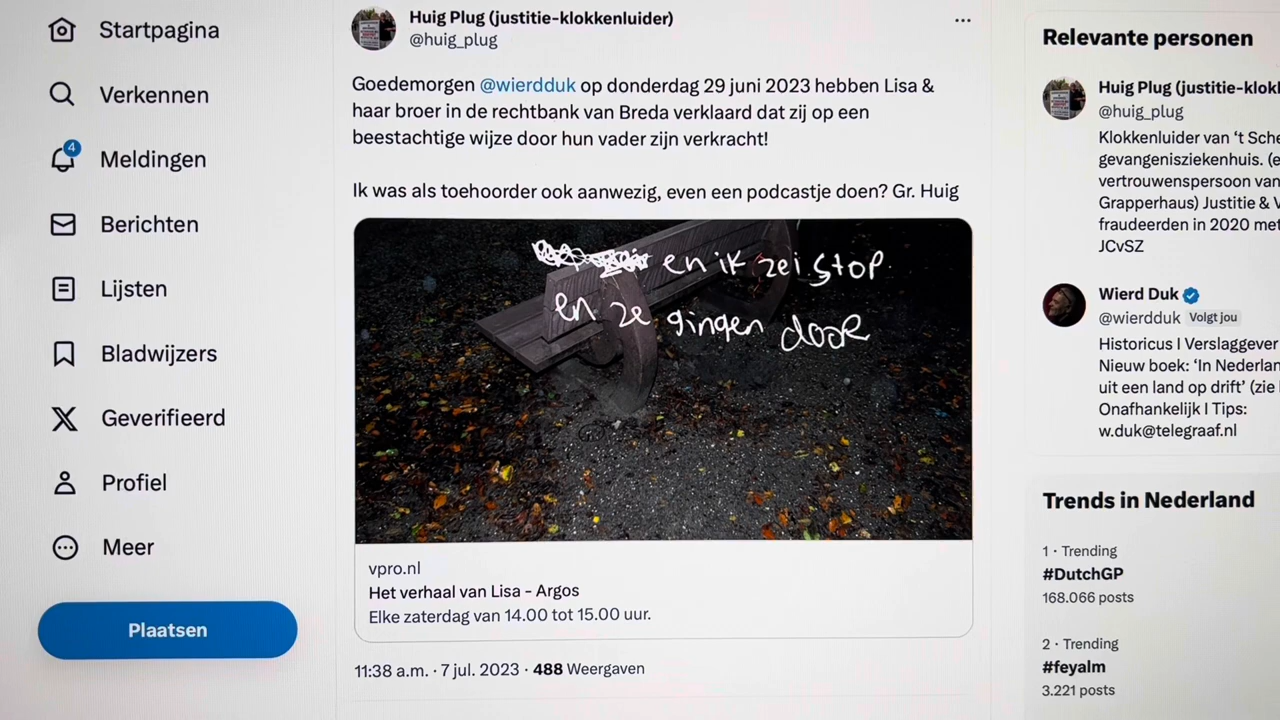 Startpagina
Verkennen
4
Meldingen
Berichten
Lijsten
Bladwijzers
Geverifieerd
Profiel
Meer
Plaatsen
Huig Plug (justitie-klokkenluider)
@huig_plug
Goedemorgen @wierdduk op donderdag 29 juni 2023 hebben Lisa &
haar broer in de rechtbank van Breda verklaard dat zij op een
beestachtige wijze door hun vader zijn verkracht!
Ik was als toehoorder ook aanwezig, even een podcastje doen? Gr. Huig
en ik zei stop
en ze gingen door
vpro.nl
Het verhaal van Lisa - Argos
Elke zaterdag van 14.00 tot 15.00 uur.
11:38 a.m. · 7 jul. 2023 · 488 Weergaven
Relevante personen
Huig Plug (justitie-klokk
@huig_plug
Klokkenluider van ‘t Sche
gevangenisziekenhuis. (e
vertrouwenspersoon van
Grapperhaus) Justitie & V
fraudeerden in 2020 met
JCvSZ
Wierd Duk
@wierdduk Volgt jou
Historicus I Verslaggever
Nieuw boek: ‘In Nederlan
uit een land op drift’ (zie
Onafhankelijk I Tips:
w.duk@telegraaf.nl
Trends in Nederland
1 · Trending
#DutchGP
168.066 posts
2 · Trending
#feyalm
3.221 posts